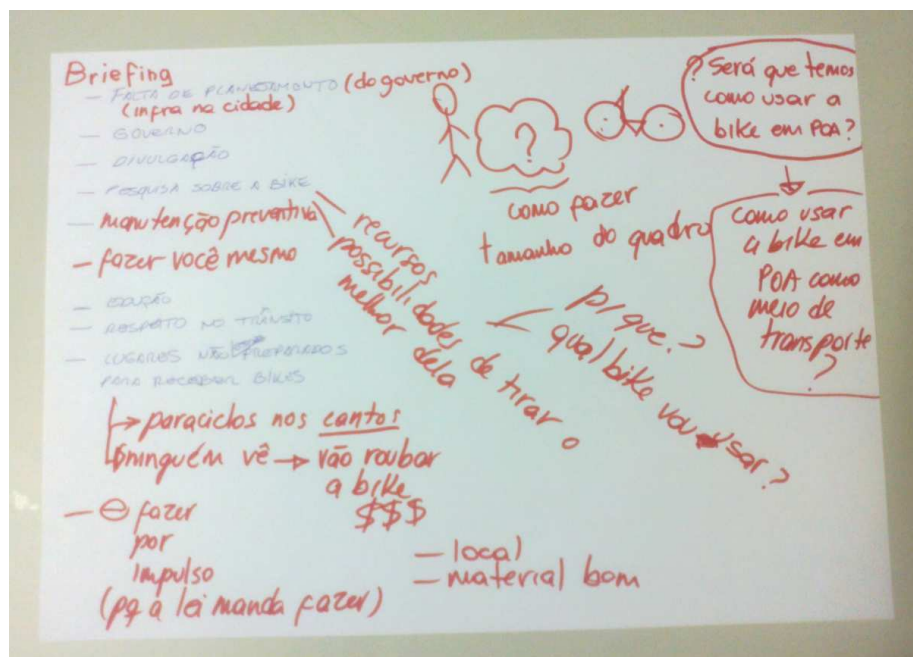 Briefing
— FALTA DE PLANEJAMENTO (do governo)
(infra na cidade)
— GOVERNO
— DIVULGAÇÃO
— PESQUISA SOBRE A BIKE
— manutenção preventiva
— fazer você mesmo
— EDUCAÇÃO
— RESPEITO NO TRÂNSITO
— LUGARES NÃO PREPARADOS
PARA RECEBER BIKES
→ paraciclos nos cantos
ninguém vê → vão roubar
a bike
$$$
— ⊖ fazer
por
impulso
(pq a lei manda fazer)
— local
— material bom
recursos
possibilidades de tirar o
melhor dela
?
como fazer
tamanho do quadro
p/ que?
qual bike vou usar?
? Será que temos
como usar a
bike em POA?
como usar
a bike em
POA como
meio de
transporte
?